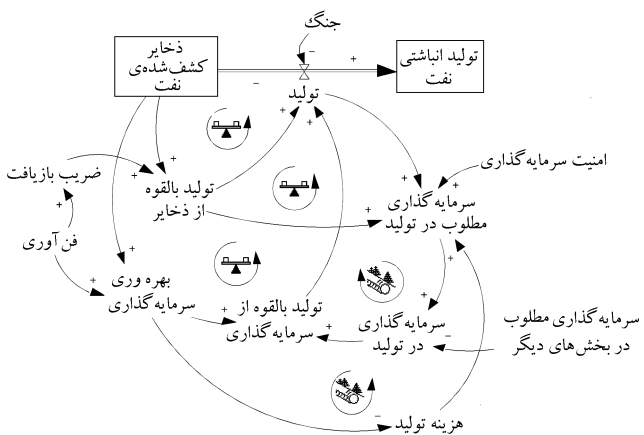 جنگ
ذخایر
کشف‌شده‌ی
نفت
تولید انباشتی
نفت
تولید
ضریب بازیافت
تولید بالقوه
از ذخایر
امنیت سرمایه‌گذاری
سرمایه‌گذاری
مطلوب در تولید
فن‌آوری
بهره‌وری
سرمایه‌گذاری
تولید بالقوه از
سرمایه‌گذاری
سرمایه‌گذاری
در تولید
سرمایه‌گذاری مطلوب
در بخش‌های دیگر
هزینه تولید